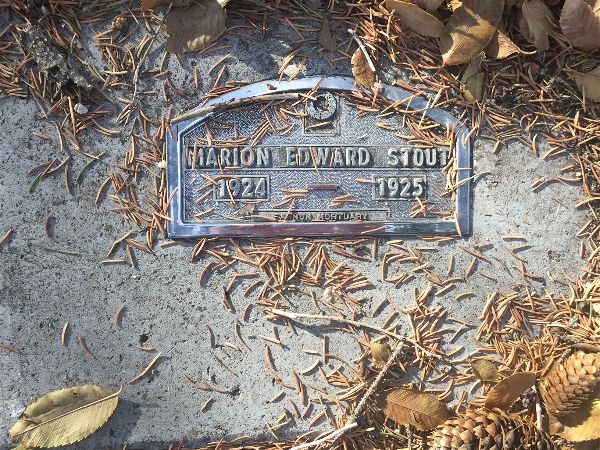 MARION EDWARD STOUT
1924 - 1925
MORTUARY